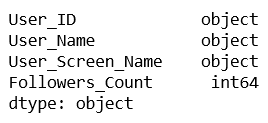 User_ID object
User_Name object
User_Screen_Name object
Followers_Count int64
dtype: object